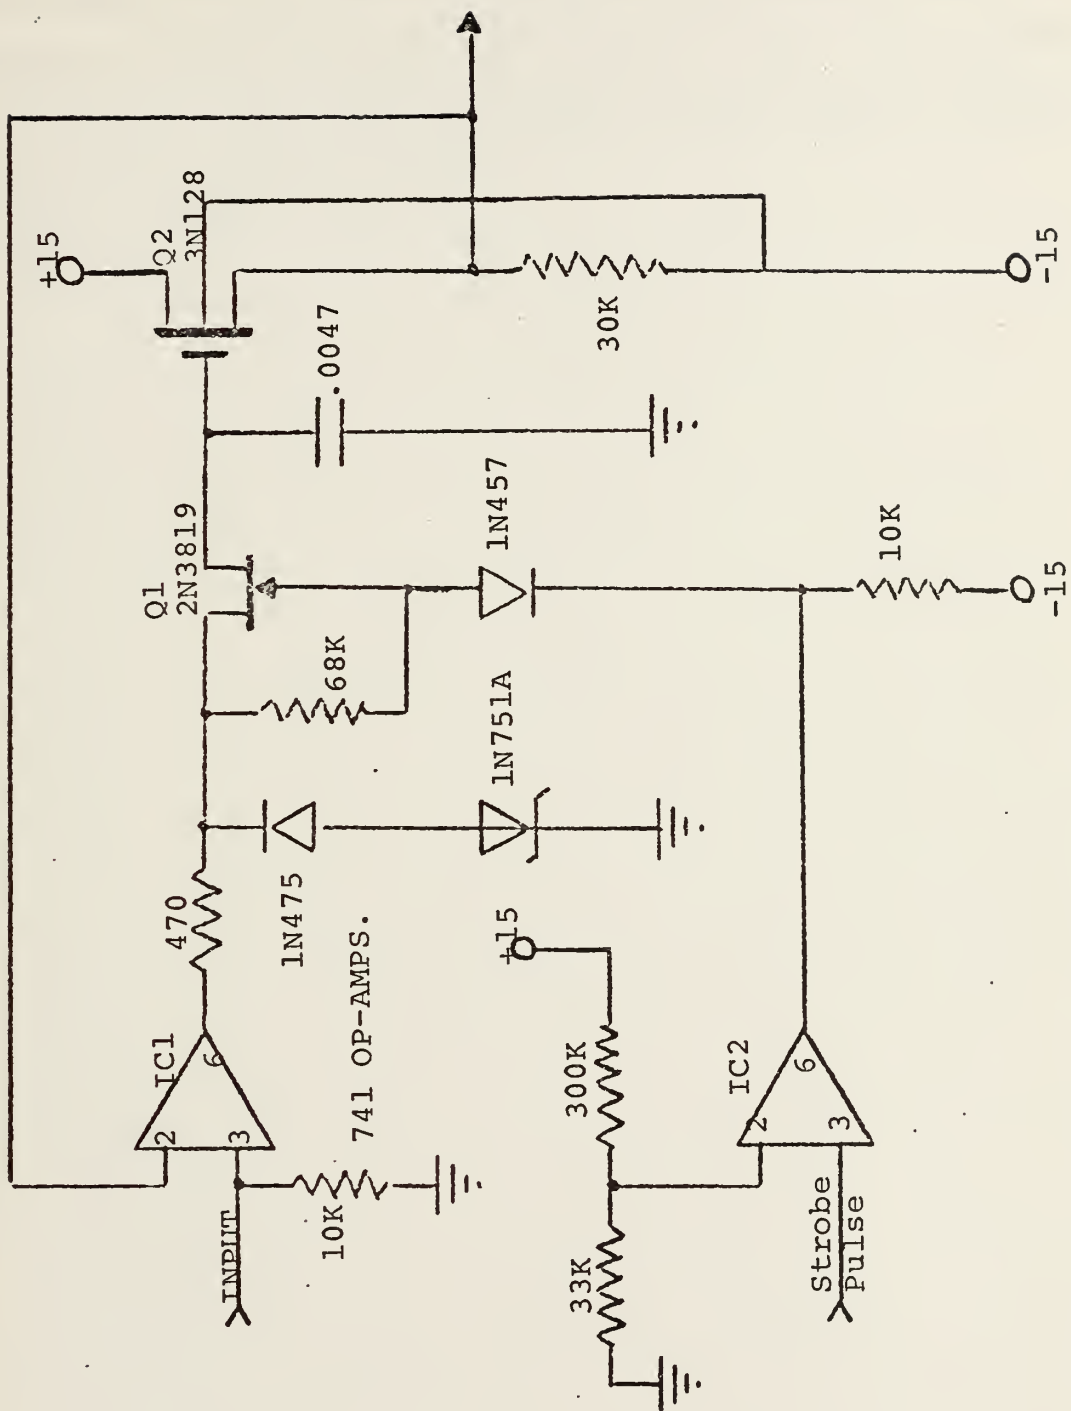 +15
Q2
3N128
30K
-15
.0047
Q1
2N3819
68K
1N457
10K
-15
470
1N475
1N751A
IC1
2
3
6
741 OP-AMPS.
INPUT
10K
+15
300K
33K
IC2
2
3
6
Strobe
Pulse